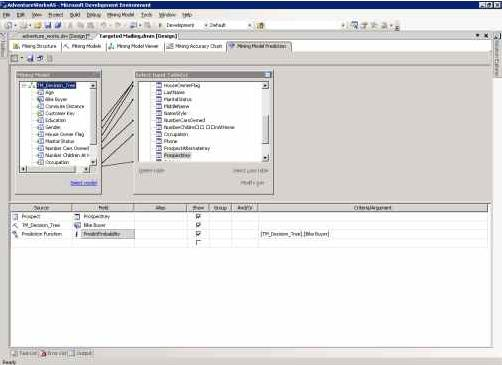 AdventureWorksAS - Microsoft Development Environment
File Edit View Project Build Debug Mining Model Tools Window Help
Development Default
adventure_works.dsv [Design]* Targeted Mailing.dmm [Design]
Mining Structure Mining Models Mining Model Viewer Mining Accuracy Chart Mining Model Prediction
Mining Model
TM_Decision_Tree
Age
Bike Buyer
Commute Distance
Customer Key
Education
Gender
House Owner Flag
Marital Status
Number Cars Owned
Number Children At H
Occupation
Select model
Select Input Table(s)
HouseOwnerFlag
LastName
MaritalStatus
MiddleName
NameStyle
NumberCarsOwned
Occupation
Phone
ProspectAlternateKey
ProspectKey
Modify join
Source Field Alias Show Group And/Or Criteria/Argument
Prospect ProspectKey
TM_Decision_Tree Bike Buyer
Prediction Function PredictProbability [TM_Decision_Tree].[Bike Buyer]
Task List Error List Output
Ready